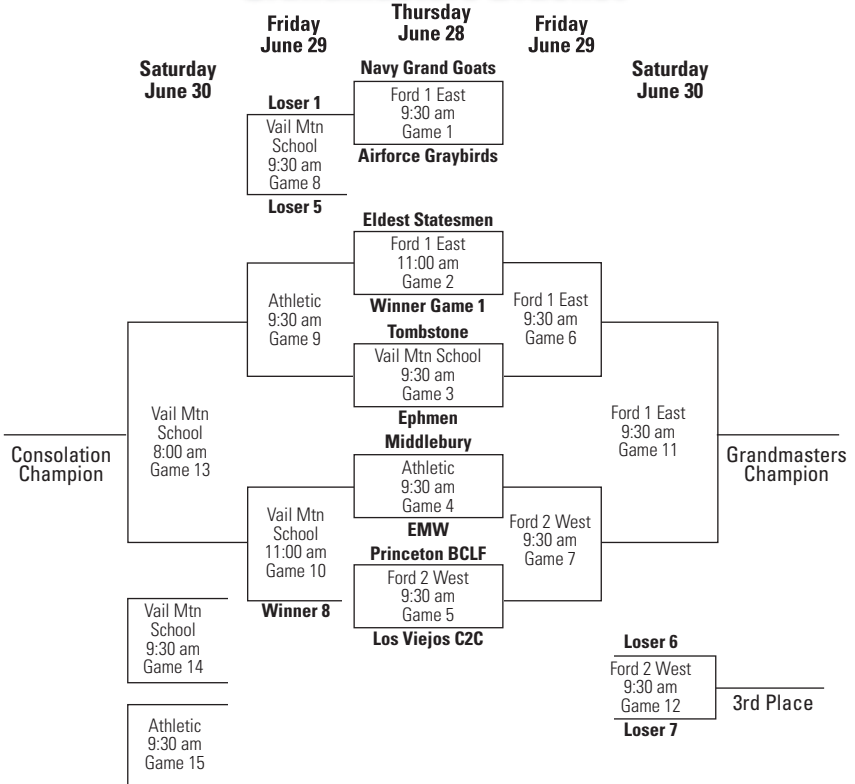 Thursday
June 28
Friday
June 29
Friday
June 29
Saturday
June 30
Saturday
June 30
Navy Grand Goats
Ford 1 East
9:30 am
Game 1
Airforce Graybirds
Loser 1
Vail Mtn
School
9:30 am
Game 8
Loser 5
Eldest Statesmen
Ford 1 East
11:00 am
Game 2
Winner Game 1
Athletic
9:30 am
Game 9
Ford 1 East
9:30 am
Game 6
Tombstone
Vail Mtn School
9:30 am
Game 3
Ephmen
Vail Mtn
School
8:00 am
Game 13
Ford 1 East
9:30 am
Game 11
Consolation
Champion
Grandmasters
Champion
Middlebury
Athletic
9:30 am
Game 4
EMW
Vail Mtn
School
11:00 am
Game 10
Winner 8
Ford 2 West
9:30 am
Game 7
Princeton BCLF
Ford 2 West
9:30 am
Game 5
Los Viejos C2C
Vail Mtn
School
9:30 am
Game 14
Loser 6
Ford 2 West
9:30 am
Game 12
Loser 7
3rd Place
Athletic
9:30 am
Game 15